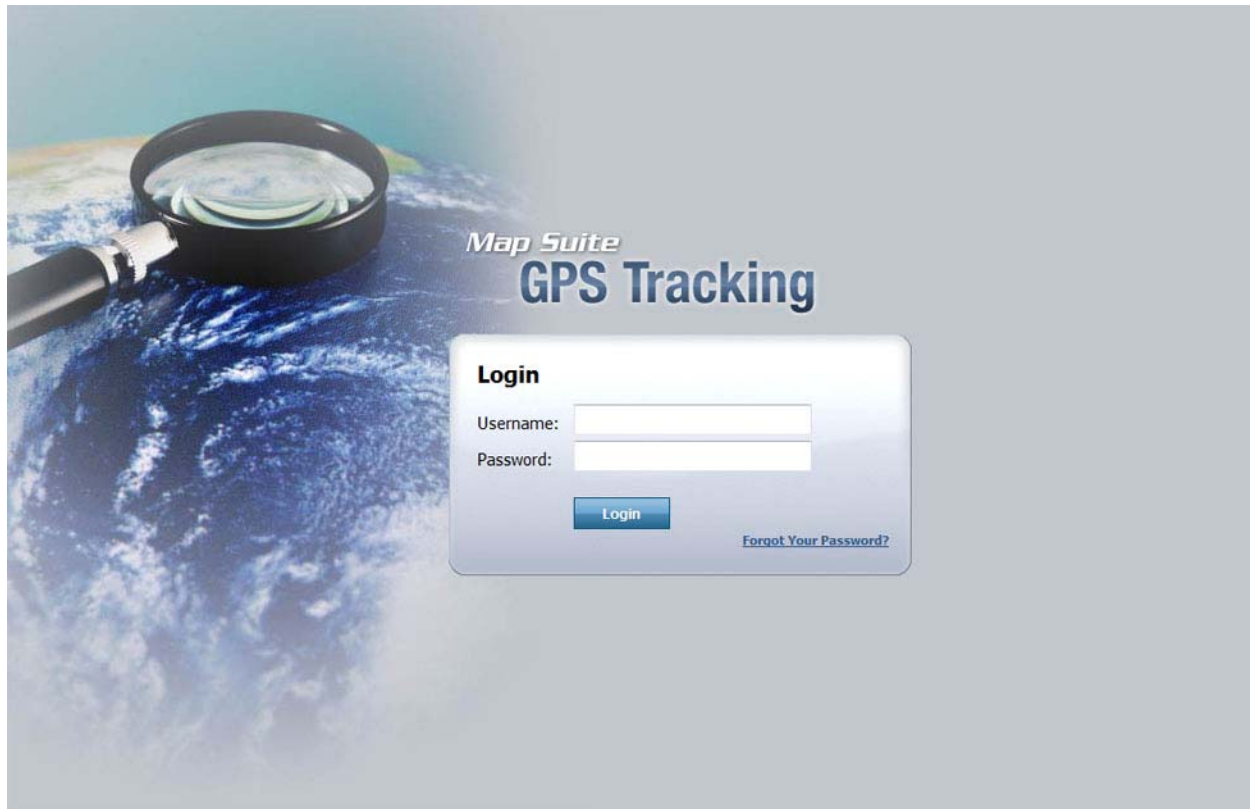 Map Suite
GPS Tracking
Login
Username:
Password:
Login
Forgot Your Password?